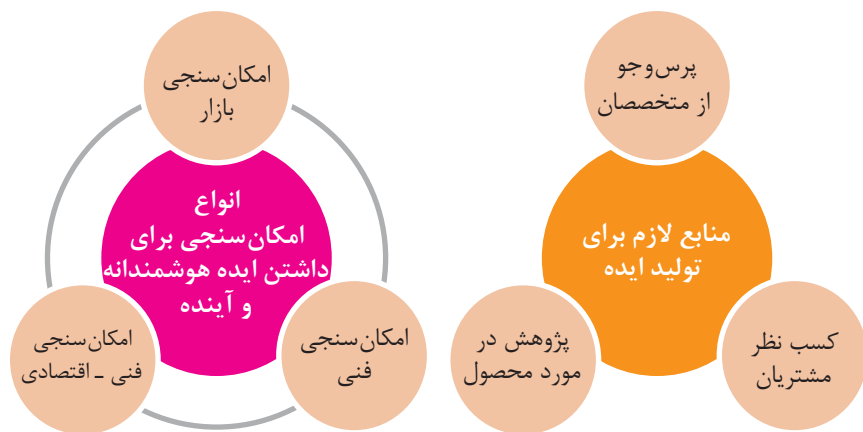 پرس‌وجو
از متخصصان
منابع لازم برای
تولید ایده
کسب نظر
مشتریان
پژوهش در
مورد محصول
امکان‌سنجی
بازار
انواع
امکان‌سنجی برای
داشتن ایده هوشمندانه
و آینده
امکان‌سنجی
فنی
امکان‌سنجی
فنی ـ اقتصادی